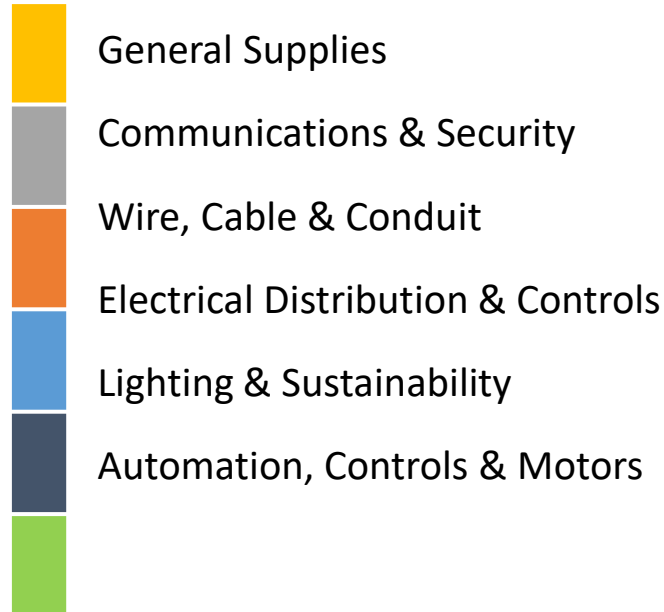 General Supplies
Communications & Security
Wire, Cable & Conduit
Electrical Distribution & Controls
Lighting & Sustainability
Automation, Controls & Motors